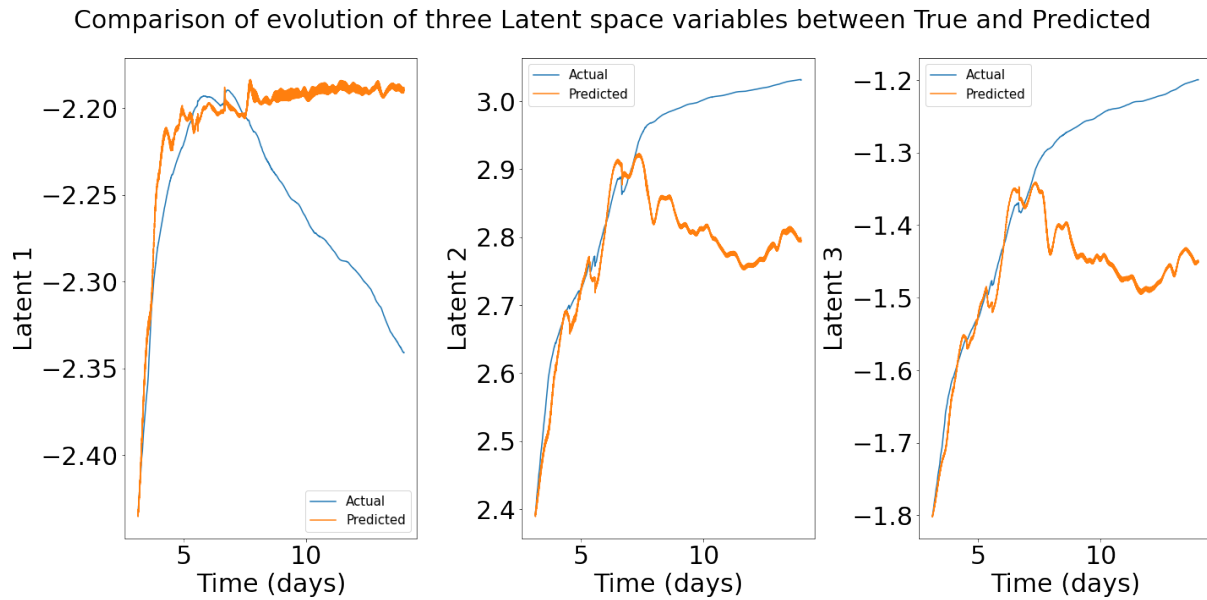 Comparison of evolution of three Latent space variables between True and Predicted
Latent 1
−2.20
−2.25
−2.30
−2.35
−2.40
5
10
Time (days)
Actual
Predicted
Latent 2
3.0
2.9
2.8
2.7
2.6
2.5
2.4
5
10
Time (days)
Actual
Predicted
Latent 3
−1.2
−1.3
−1.4
−1.5
−1.6
−1.7
−1.8
5
10
Time (days)
Actual
Predicted